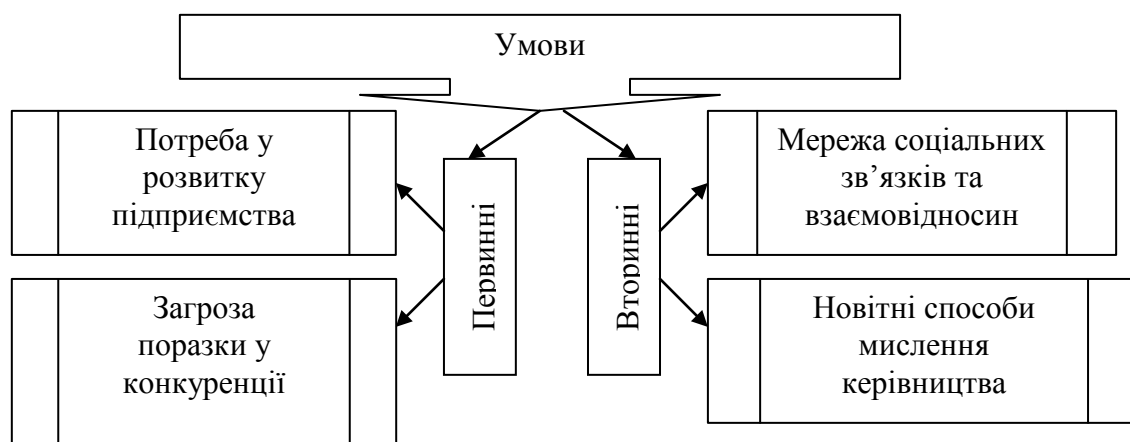 Умови
Потреба у
розвитку
підприємства
Загроза
поразки у
конкуренції
Первинні
Вторинні
Мережа соціальних
зв’язків та
взаємовідносин
Новітні способи
мислення
керівництва